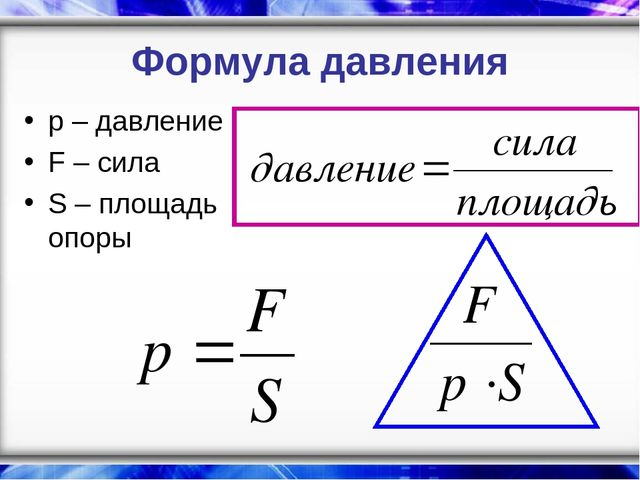 Формула давления
• p – давление
• F – сила
• S – площадь
опоры
давление = сила / площадь
p = F / S
F / p · S